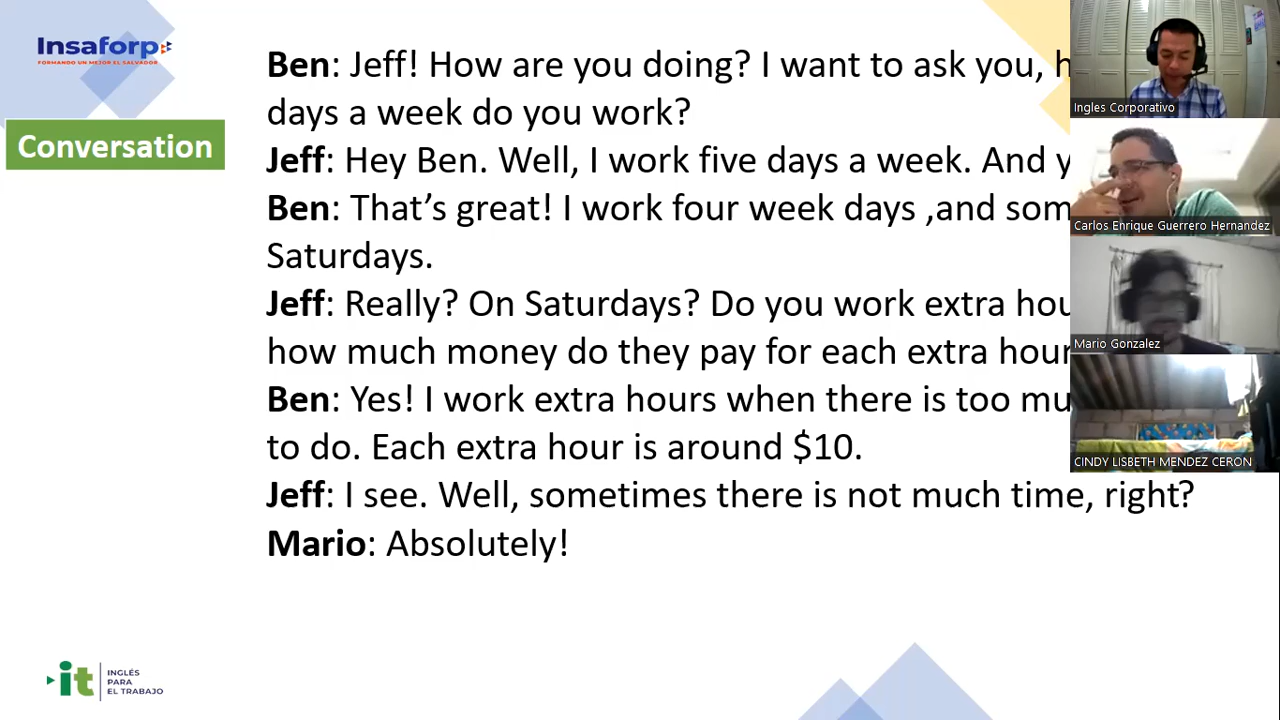 Insaforp
FORMANDO UN MEJOR EL SALVADOR
Conversation
Ben: Jeff! How are you doing? I want to ask you,
days a week do you work?
Jeff: Hey Ben. Well, I work five days a week. And
Ben: That’s great! I work four week days ,and
Saturdays.
Jeff: Really? On Saturdays? Do you work extra
how much money do they pay for each extra
Ben: Yes! I work extra hours when there is too
to do. Each extra hour is around $10.
Jeff: I see. Well, sometimes there is not much time, right?
Mario: Absolutely!
it
INGLÉS
PARA
EL TRABAJO
Ingles Corporativo
Carlos Enrique Guerrero Hernandez
Mario Gonzalez
CINDY LISBETH MENDEZ CERON